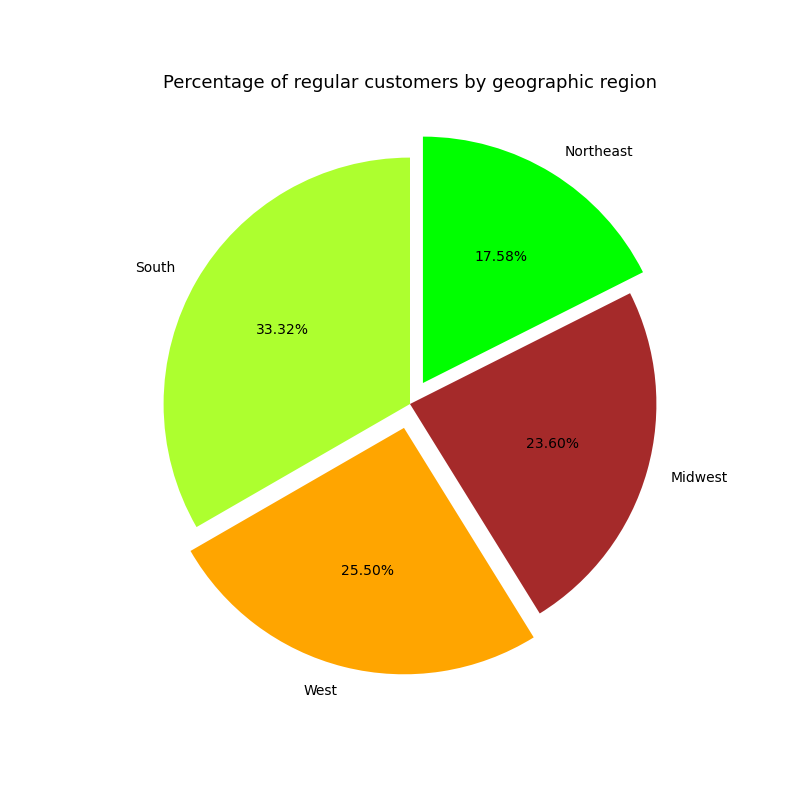 Percentage of regular customers by geographic region
Northeast
17.58%
South
33.32%
23.60%
Midwest
25.50%
West